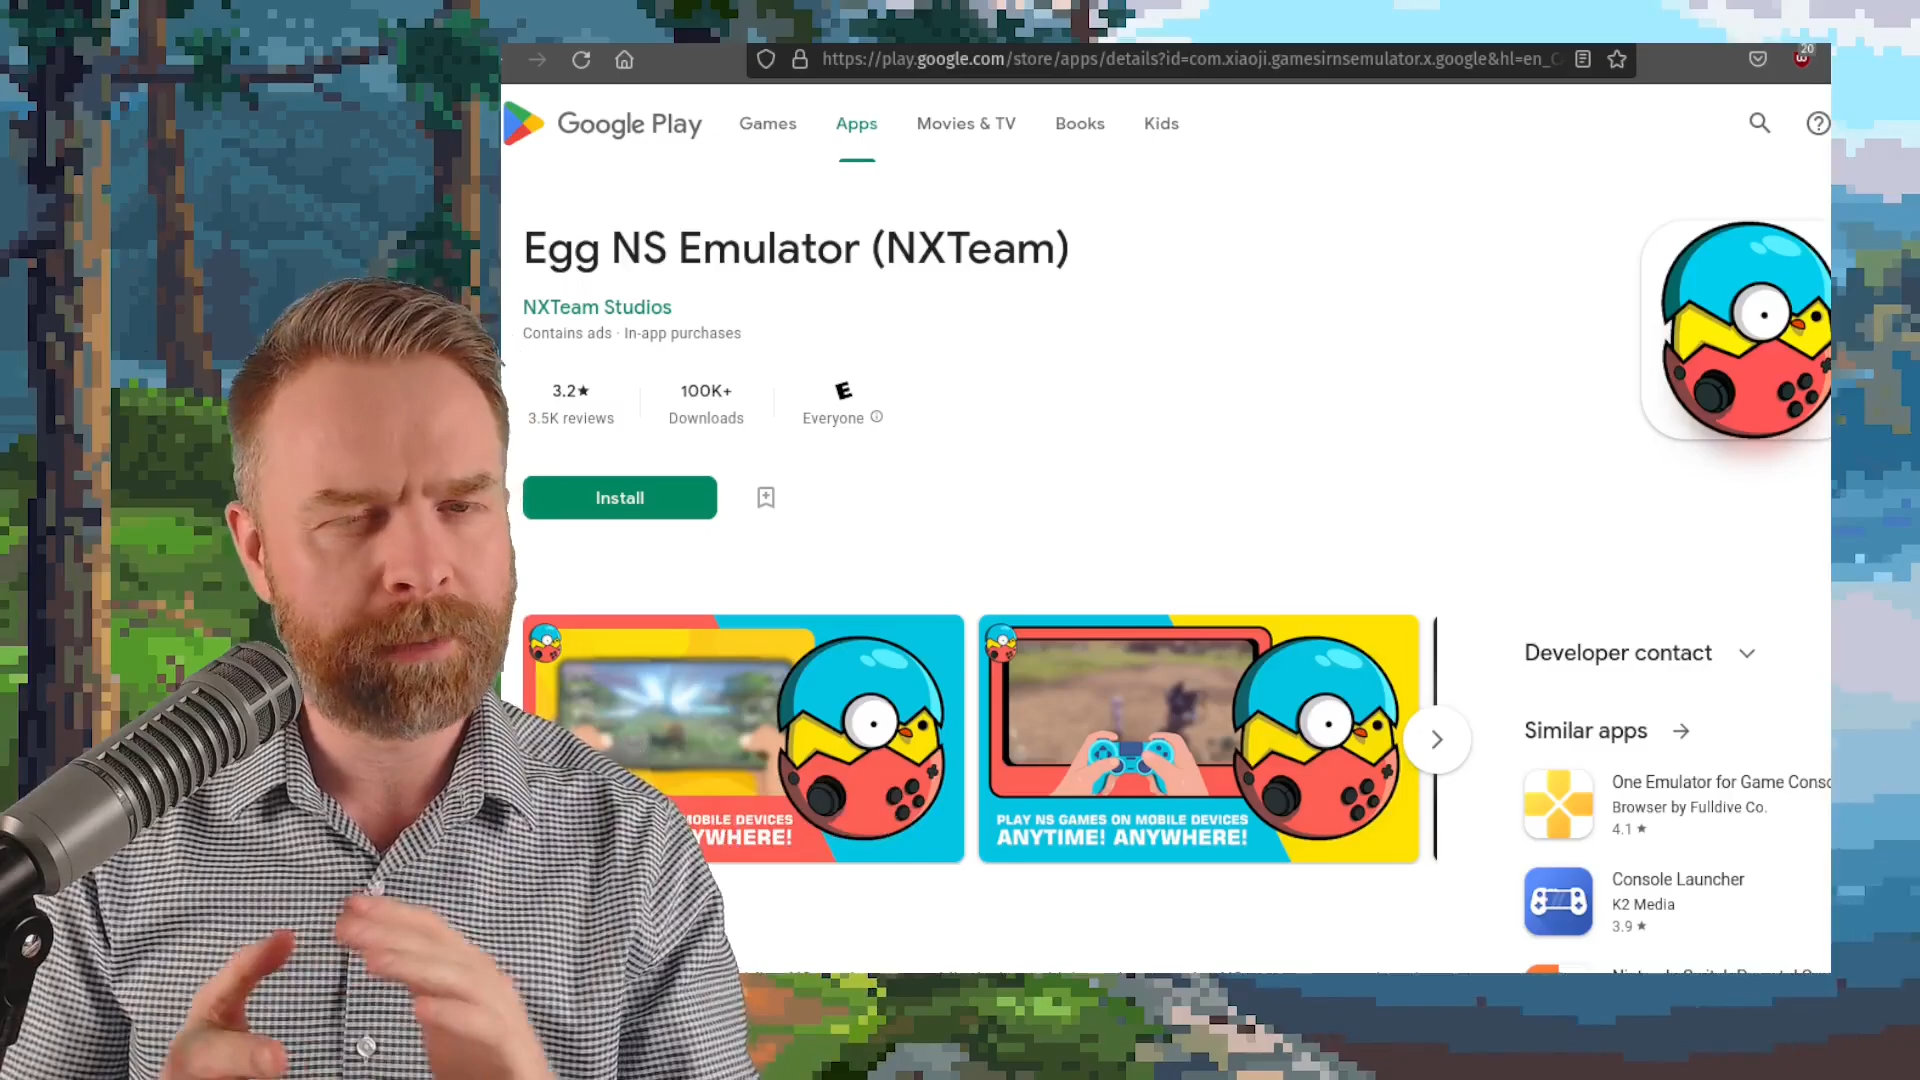 20
https://play.google.com/store/apps/details?id=com.xiaoji.gamesirnsemulator.x.google&hl=en_C
Google Play
Games
Apps
Movies & TV
Books
Kids
Egg NS Emulator (NXTeam)
NXTeam Studios
Contains ads · In-app purchases
3.2★
3.5K reviews
100K+
Downloads
E
Everyone
Install
MOBILE DEVICES
YWHERE!
PLAY NS GAMES ON MOBILE DEVICES
ANYTIME! ANYWHERE!
Developer contact
Similar apps
One Emulator for Game Conso
Browser by Fulldive Co.
4.1 ★
Console Launcher
K2 Media
3.9 ★